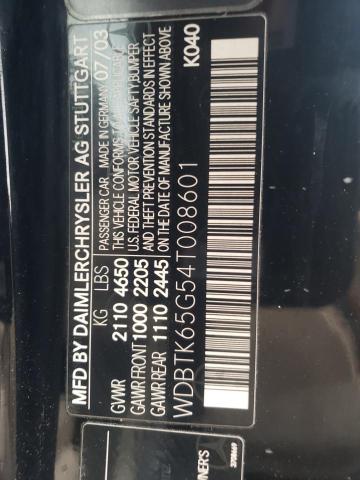 MFD BY DAIMLERCHRYSLER AG STUTTGART
KG LBS PASSENGER CAR MADE IN GERMANY 07/03
GVWR 2110 4650 THIS VEHICLE CONFORMS TO ALL APPLICABLE
GAWR FRONT 1000 2205 U.S. FEDERAL MOTOR VEHICLE SAFETY BUMPER
GAWR REAR 1110 2445 AND THEFT PREVENTION STANDARDS IN EFFECT
ON THE DATE OF MANUFACTURE SHOWN ABOVE
K040
WDBTK65G54T008601